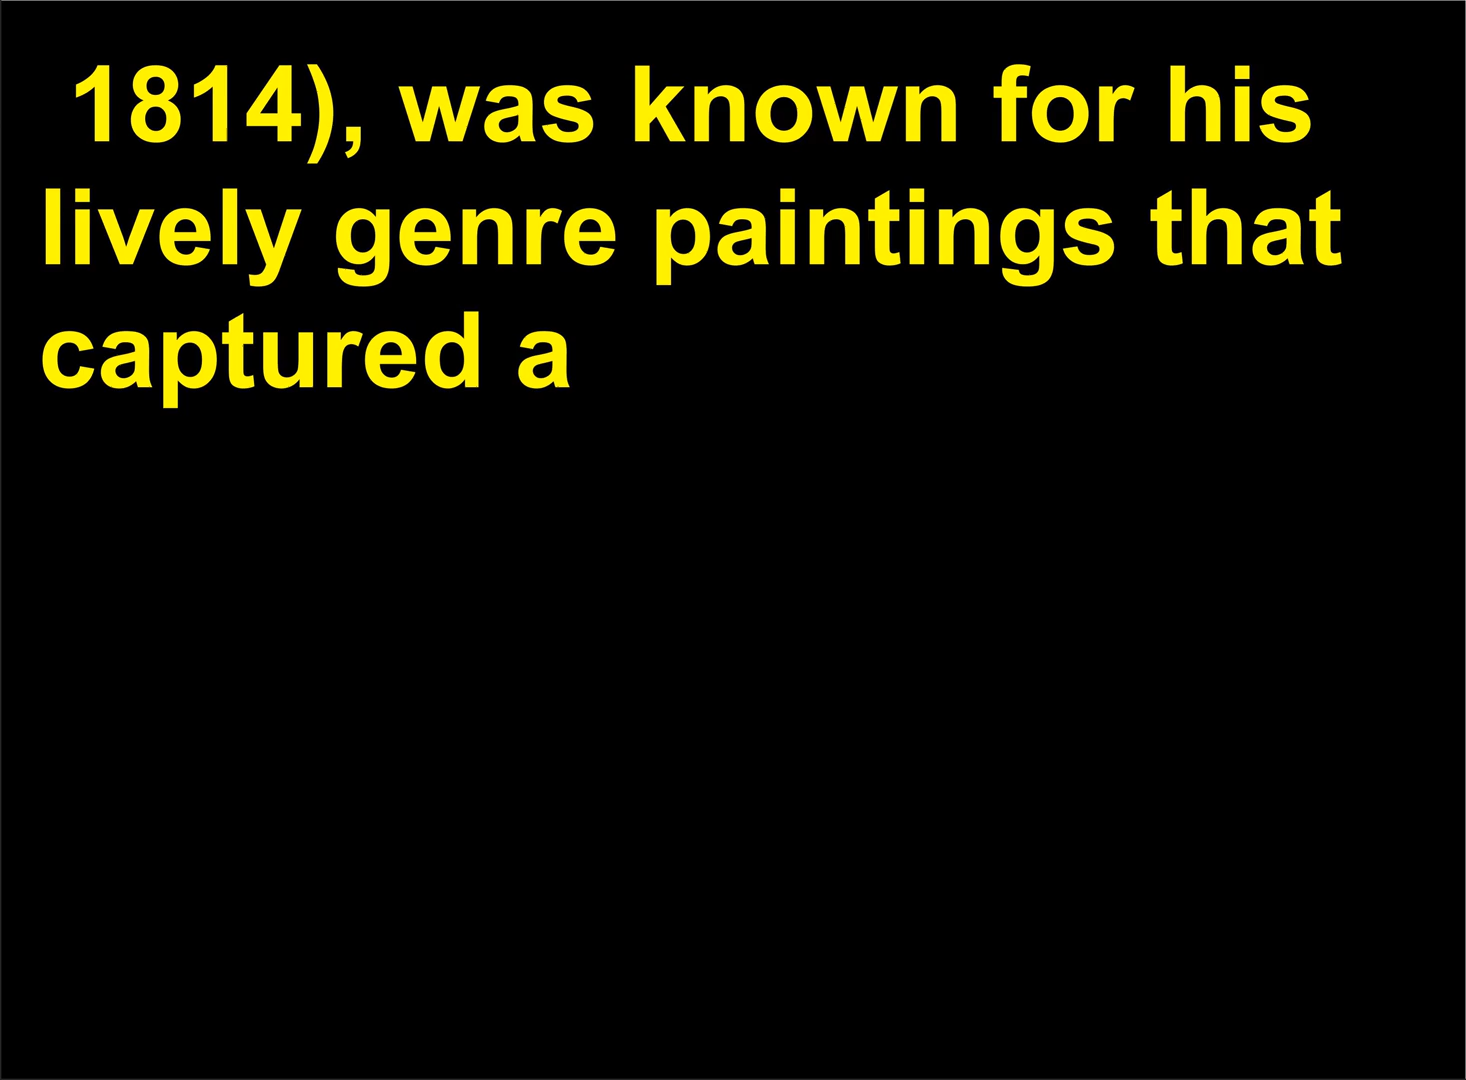 1814), was known for his
lively genre paintings that
captured a